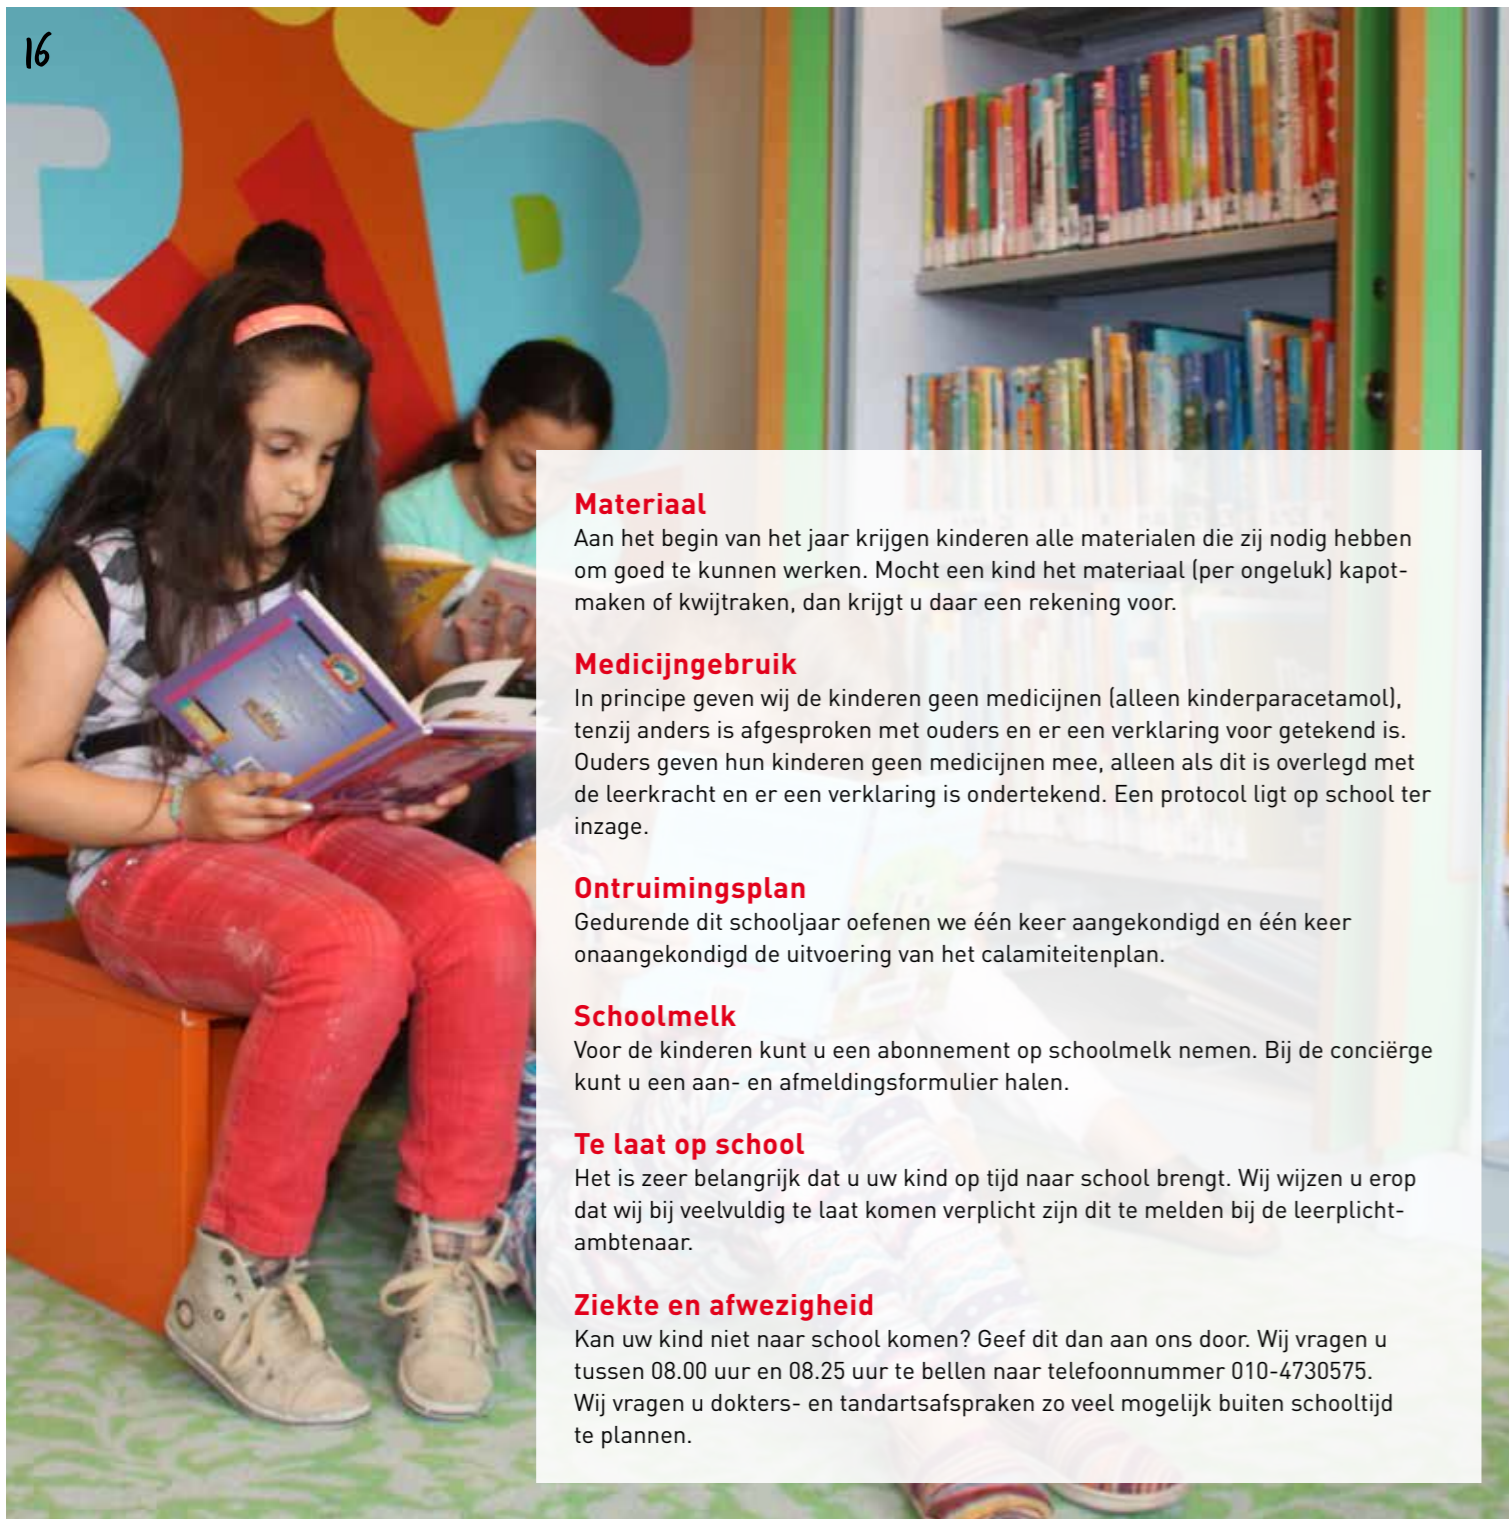 16
Materiaal
Aan het begin van het jaar krijgen kinderen alle materialen die zij nodig hebben
om goed te kunnen werken. Mocht een kind het materiaal (per ongeluk) kapot-
maken of kwijtraken, dan krijgt u daar een rekening voor.
Medicijngebruik
In principe geven wij de kinderen geen medicijnen (alleen kinderparacetamol),
tenzij anders is afgesproken met ouders en er een verklaring voor getekend is.
Ouders geven hun kinderen geen medicijnen mee, alleen als dit is overlegd met
de leerkracht en er een verklaring is ondertekend. Een protocol ligt op school ter
inzage.
Ontruimingsplan
Gedurende dit schooljaar oefenen we één keer aangekondigd en één keer
onaangekondigd de uitvoering van het calamiteitenplan.
Schoolmelk
Voor de kinderen kunt u een abonnement op schoolmelk nemen. Bij de conciërge
kunt u een aan- en afmeldingsformulier halen.
Te laat op school
Het is zeer belangrijk dat u uw kind op tijd naar school brengt. Wij wijzen u erop
dat wij bij veelvuldig te laat komen verplicht zijn dit te melden bij de leerplicht-
ambtenaar.
Ziekte en afwezigheid
Kan uw kind niet naar school komen? Geef dit dan aan ons door. Wij vragen u
tussen 08.00 uur en 08.25 uur te bellen naar telefoonnummer 010-4730575.
Wij vragen u dokters- en tandartsafspraken zo veel mogelijk buiten schooltijd
te plannen.